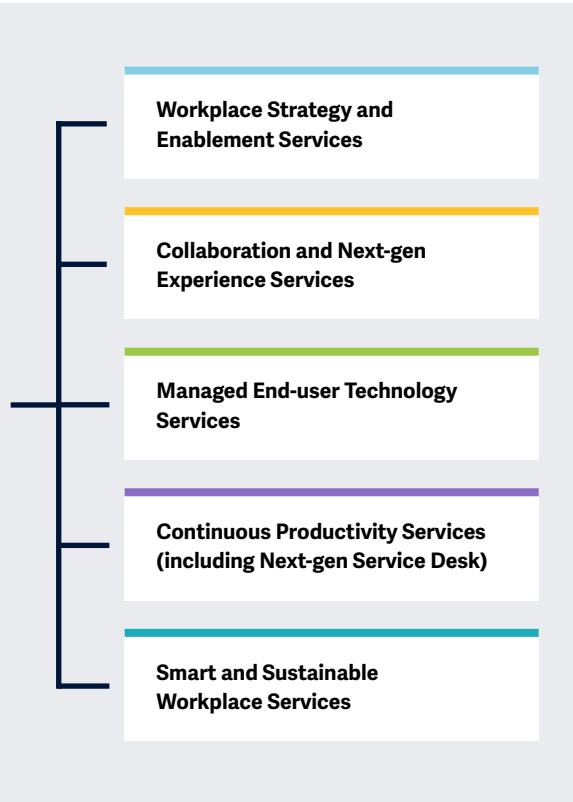 Workplace Strategy and
Enablement Services
Collaboration and Next-gen
Experience Services
Managed End-user Technology
Services
Continuous Productivity Services
(including Next-gen Service Desk)
Smart and Sustainable
Workplace Services